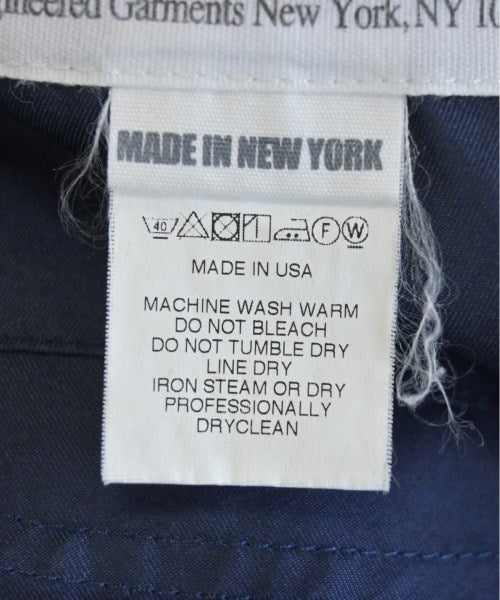 Garments New York, NY
MADE IN NEW YORK
40 F W
MADE IN USA
MACHINE WASH WARM
DO NOT BLEACH
DO NOT TUMBLE DRY
LINE DRY
IRON STEAM OR DRY
PROFESSIONALLY
DRYCLEAN